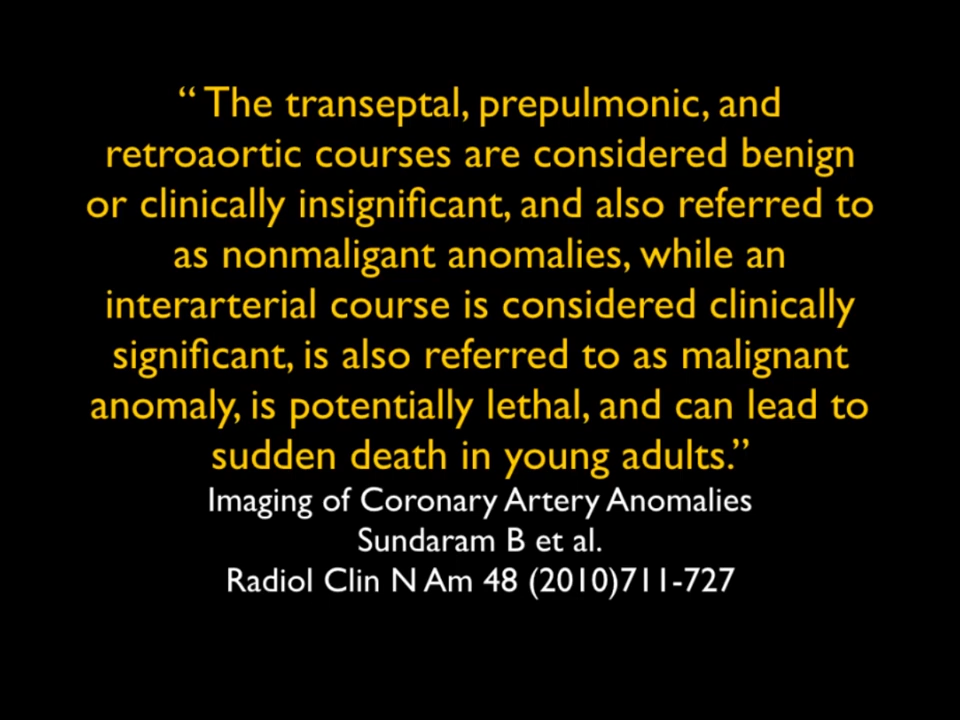 “ The transeptal, prepulmonic, and
retroaortic courses are considered benign
or clinically insignificant, and also referred to
as nonmaligant anomalies, while an
interarterial course is considered clinically
significant, is also referred to as malignant
anomaly, is potentially lethal, and can lead to
sudden death in young adults.”
Imaging of Coronary Artery Anomalies
Sundaram B et al.
Radiol Clin N Am 48 (2010)711-727